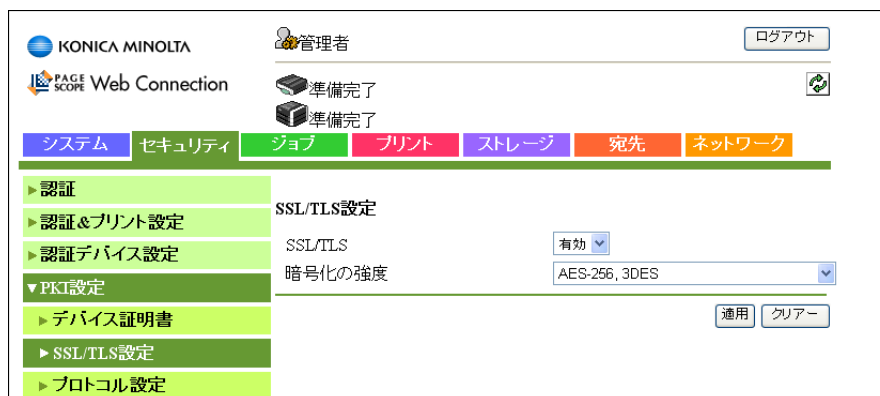 KONICA MINOLTA
管理者
ログアウト
PAGE SCOPE Web Connection
準備完了
準備完了
システム セキュリティ ジョブ プリント ストレージ 宛先 ネットワーク
認証
認証&プリント設定
認証デバイス設定
PKI設定
デバイス証明書
SSL/TLS設定
プロトコル設定
SSL/TLS設定
SSL/TLS 有効
暗号化の強度 AES-256, 3DES
適用 クリアー